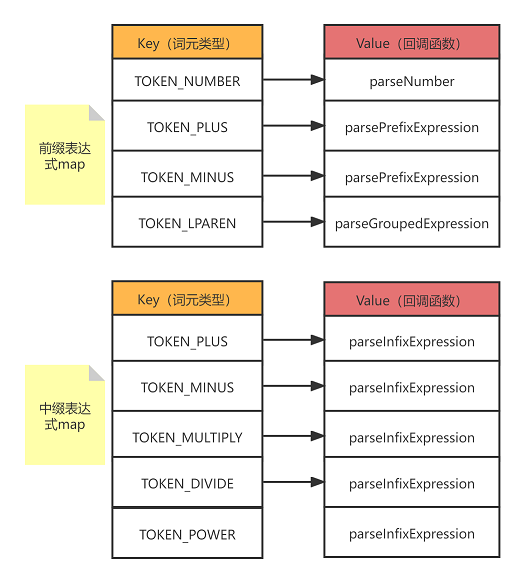 Key（词元类型） Value（回调函数）
TOKEN_NUMBER parseNumber
TOKEN_PLUS parsePrefixExpression
前缀表达
式map
TOKEN_MINUS parsePrefixExpression
TOKEN_LPAREN parseGroupedExpression
Key（词元类型） Value（回调函数）
TOKEN_PLUS parseInfixExpression
TOKEN_MINUS parseInfixExpression
中缀表达
式map
TOKEN_MULTIPLY parseInfixExpression
TOKEN_DIVIDE parseInfixExpression
TOKEN_POWER parseInfixExpression